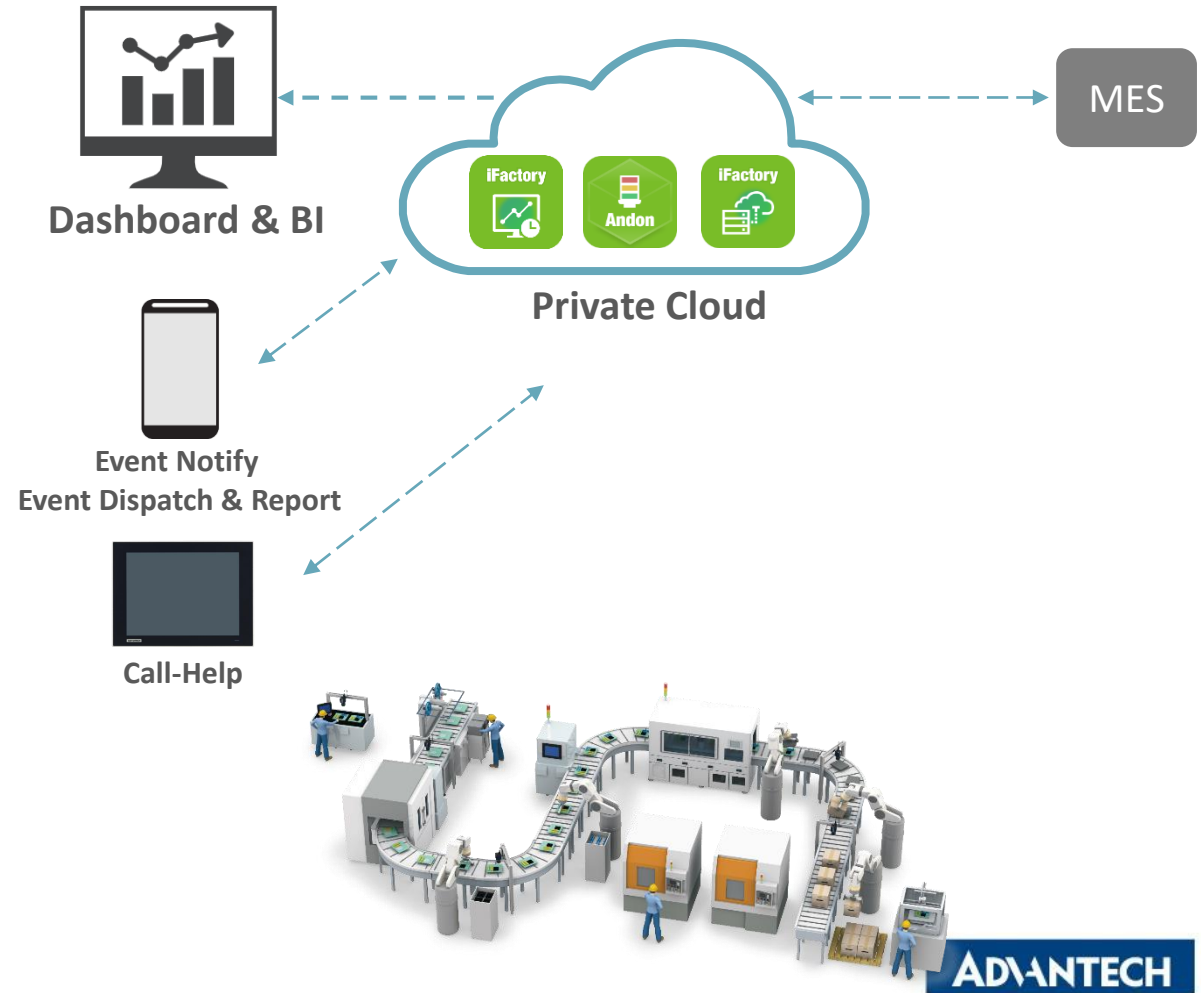 MES
iFactory
Andon
iFactory
Dashboard & BI
Private Cloud
Event Notify
Event Dispatch & Report
Call-Help
ADVANTECH